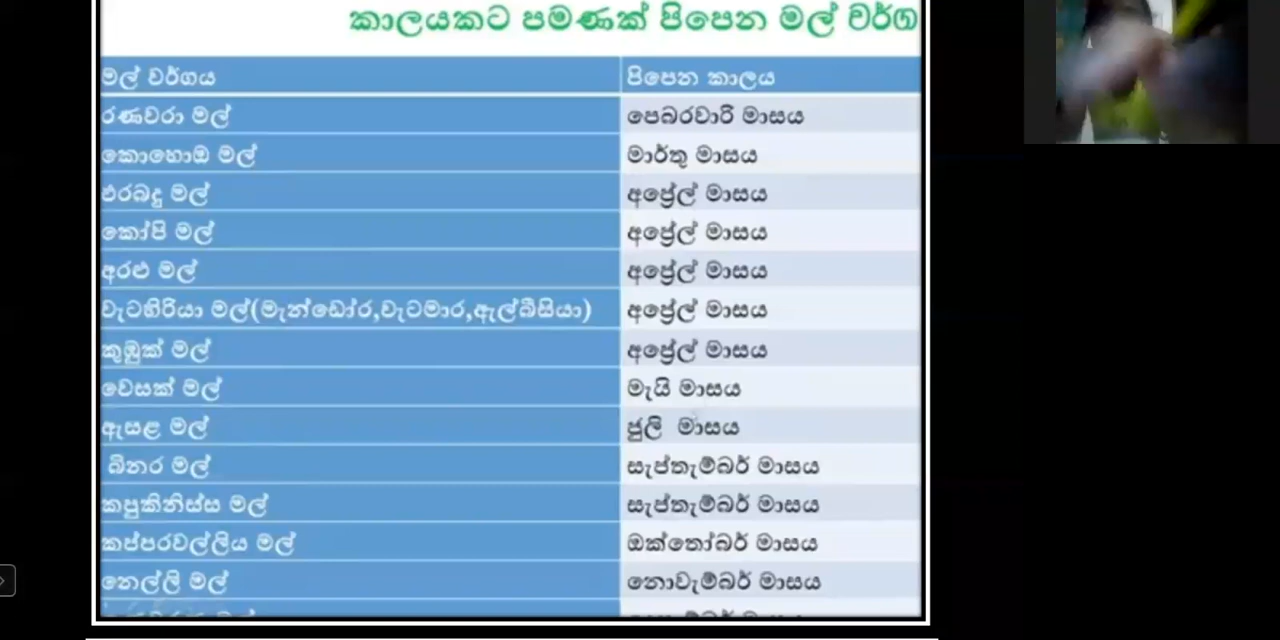 කාලයකට පමණක් පිපෙන මල් වර්ග
මල් වර්ගය පිපෙන කාලය
රණවරා මල් පෙබරවාරී මාසය
කොහොඹ මල් මාර්තු මාසය
එරබදු මල් අප්‍රේල් මාසය
කෝපි මල් අප්‍රේල් මාසය
අරළු මල් අප්‍රේල් මාසය
වැටහිරියා මල්(මැන්ඩෝර,වැටමාර,ඇල්බීසියා) අප්‍රේල් මාසය
කුඹුක් මල් අප්‍රේල් මාසය
වෙසක් මල් මැයි මාසය
ඇසළ මල් ජුලි මාසය
බිනර මල් සැප්තැම්බර් මාසය
කපුකිනිස්ස මල් සැප්තැම්බර් මාසය
කප්පරවල්ලිය මල් ඔක්තෝබර් මාසය
නෙල්ලි මල් නොවැම්බර් මාසය